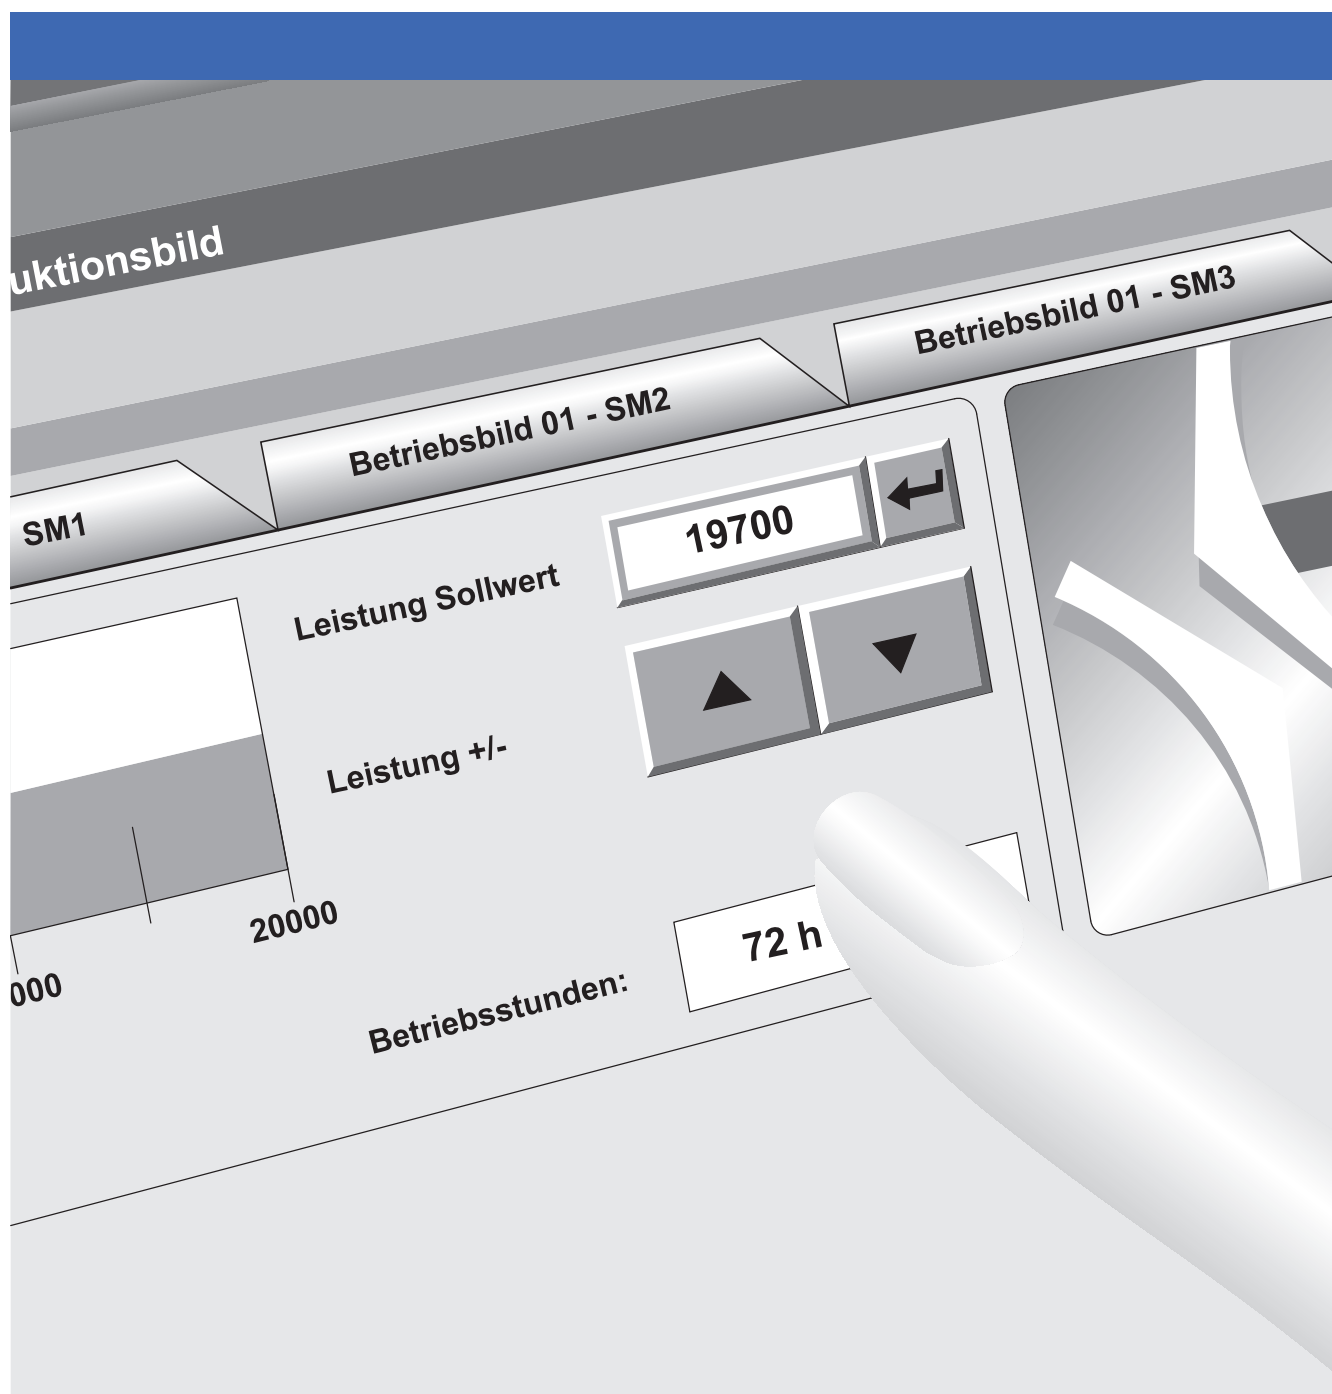 uktionsbild
SM1
Betriebsbild 01 - SM2
Betriebsbild 01 - SM3
Leistung Sollwert
19700
Leistung +/-
20000
000
Betriebsstunden:
72 h